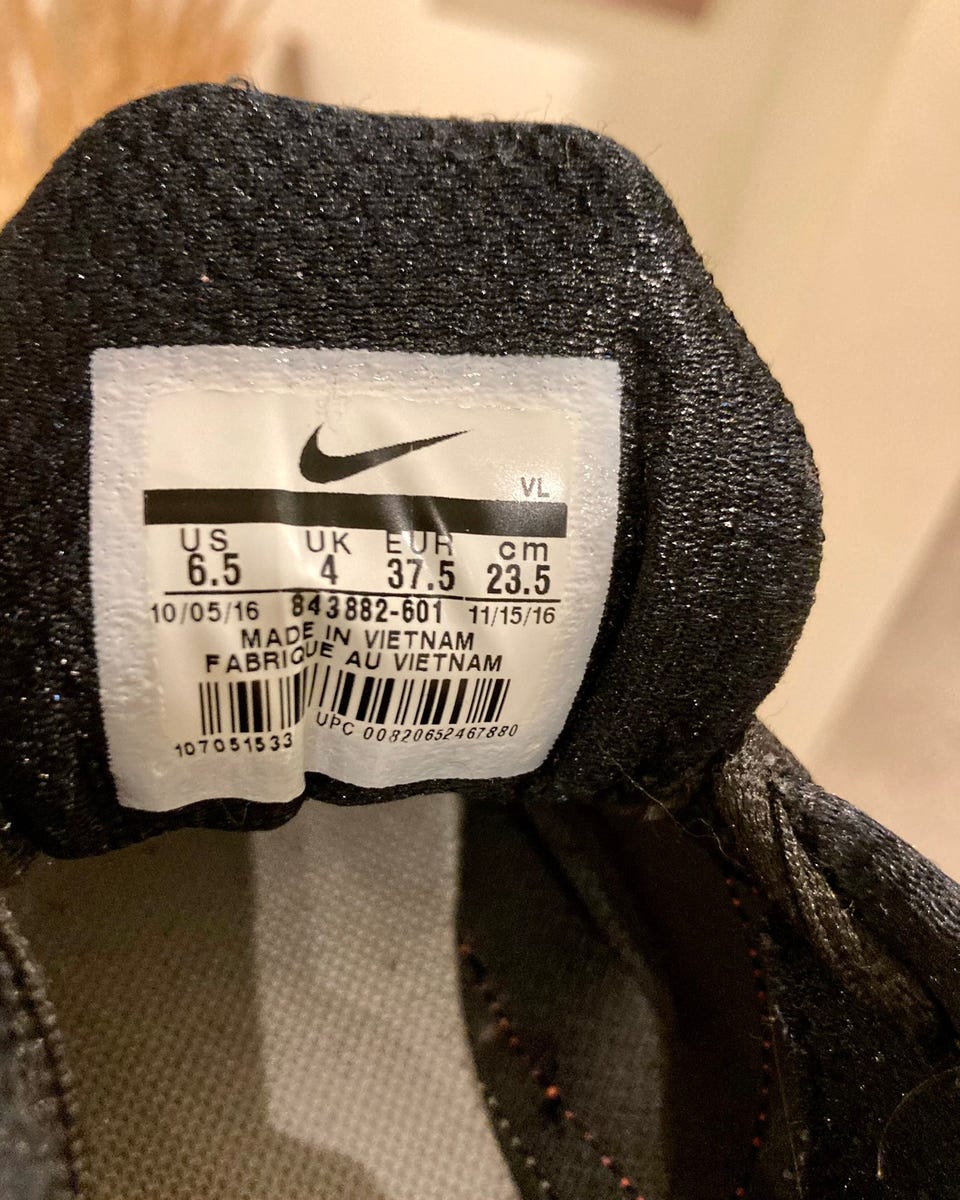 VL
US UK EUR cm
6.5 4 37.5 23.5
10/05/16 843882-601 11/15/16
MADE IN VIETNAM
FABRIQUE AU VIETNAM
107051533 UPC 00820652467880